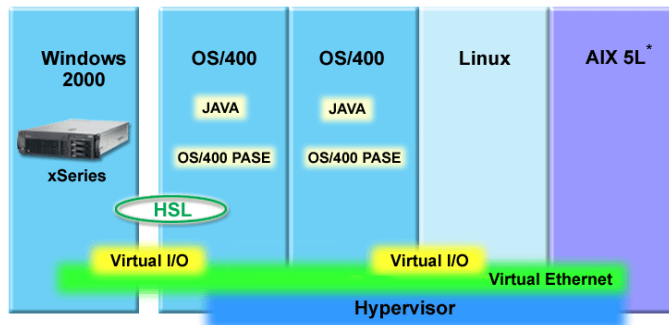 Windows
2000
OS/400
OS/400
Linux
AIX 5L*
JAVA
JAVA
OS/400 PASE
OS/400 PASE
xSeries
HSL
Virtual I/O
Virtual I/O
Virtual Ethernet
Hypervisor